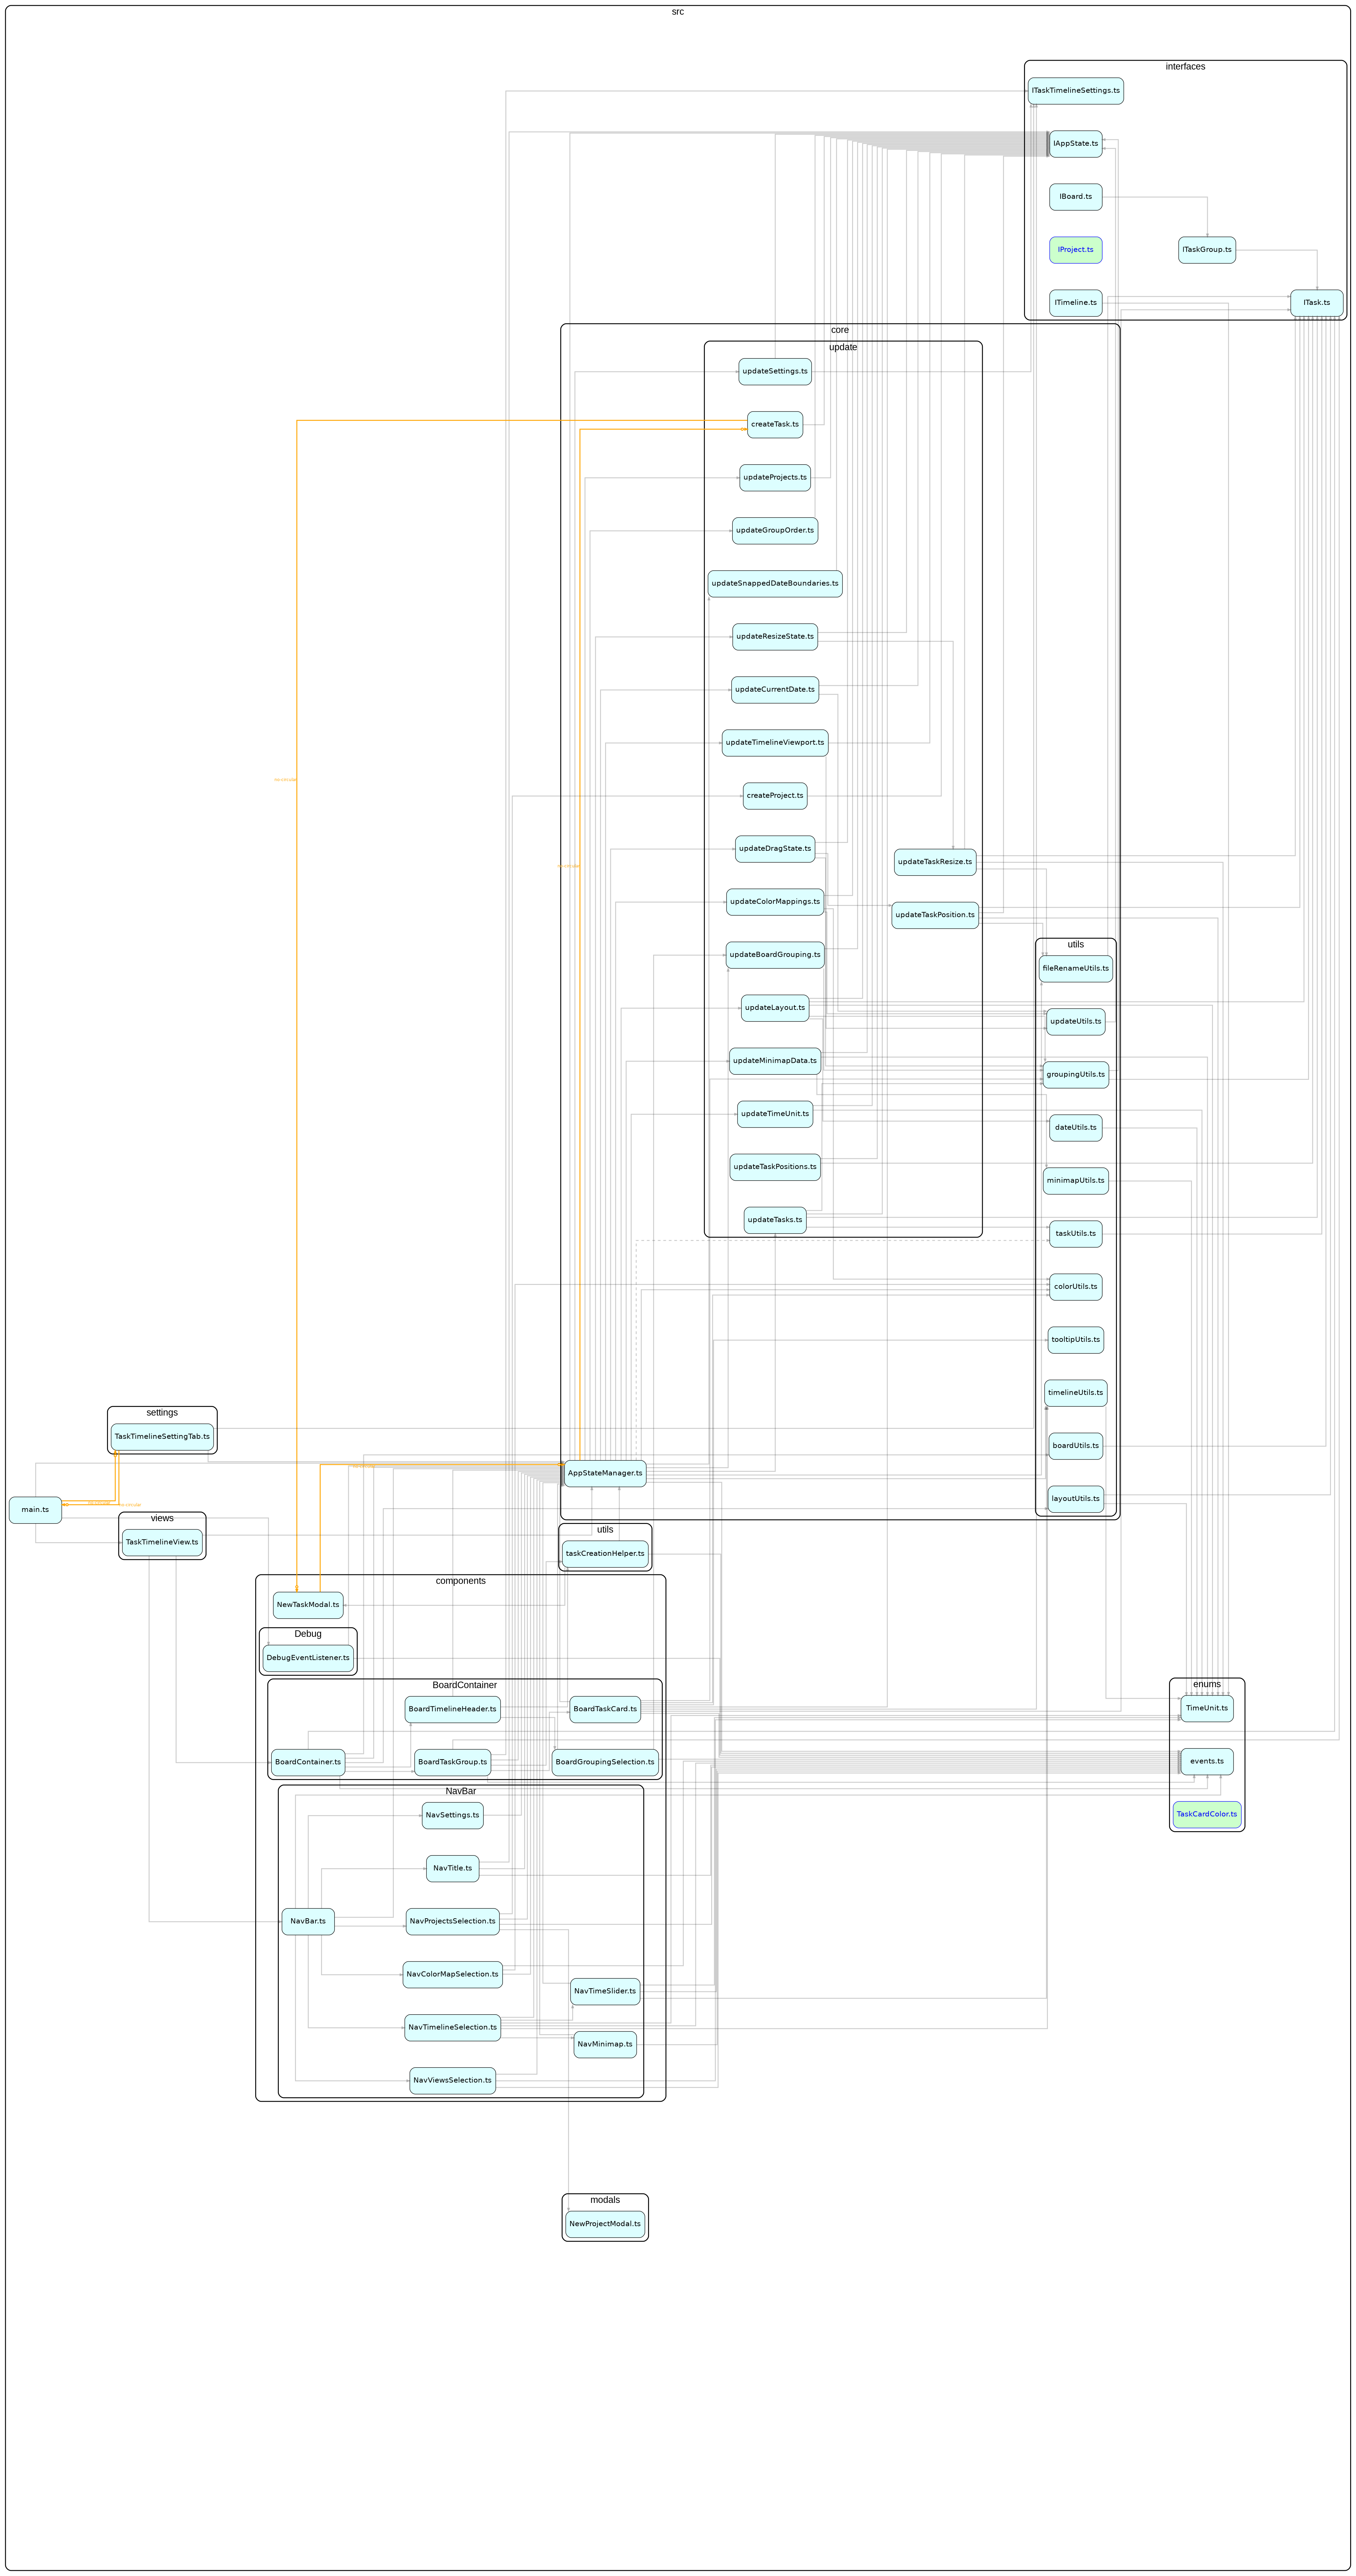 src
interfaces
ITaskTimelineSettings.ts
IAppState.ts
IBoard.ts
IProject.ts
ITaskGroup.ts
ITimeline.ts
ITask.ts
core
update
updateSettings.ts
createTask.ts
updateProjects.ts
updateGroupOrder.ts
updateSnappedDateBoundaries.ts
updateResizeState.ts
updateCurrentDate.ts
updateTimelineViewport.ts
createProject.ts
updateDragState.ts
updateTaskResize.ts
updateColorMappings.ts
updateTaskPosition.ts
updateBoardGrouping.ts
updateLayout.ts
updateMinimapData.ts
updateTimeUnit.ts
updateTaskPositions.ts
updateTasks.ts
utils
fileRenameUtils.ts
updateUtils.ts
groupingUtils.ts
dateUtils.ts
minimapUtils.ts
taskUtils.ts
colorUtils.ts
tooltipUtils.ts
timelineUtils.ts
boardUtils.ts
layoutUtils.ts
settings
TaskTimelineSettingTab.ts
AppStateManager.ts
main.ts
views
TaskTimelineView.ts
utils
taskCreationHelper.ts
components
NewTaskModal.ts
Debug
DebugEventListener.ts
BoardContainer
BoardTimelineHeader.ts
BoardTaskCard.ts
BoardContainer.ts
BoardTaskGroup.ts
BoardGroupingSelection.ts
enums
TimeUnit.ts
events.ts
TaskCardColor.ts
NavBar
NavSettings.ts
NavTitle.ts
NavBar.ts
NavProjectsSelection.ts
NavColorMapSelection.ts
NavTimeSlider.ts
NavTimelineSelection.ts
NavMinimap.ts
NavViewsSelection.ts
modals
NewProjectModal.ts